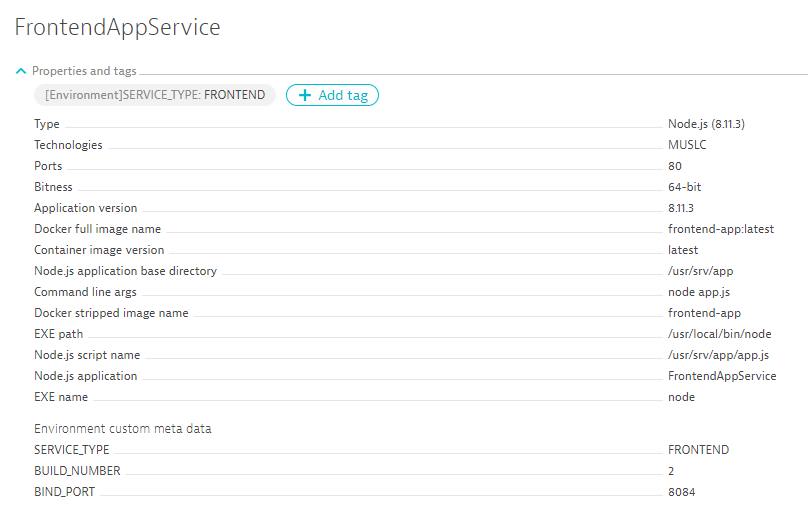 FrontendAppService
Properties and tags
[Environment]SERVICE_TYPE: FRONTEND + Add tag
Type Node.js (8.11.3)
Technologies MUSLC
Ports 80
Bitness 64-bit
Application version 8.11.3
Docker full image name frontend-app:latest
Container image version latest
Node.js application base directory /usr/srv/app
Command line args node app.js
Docker stripped image name frontend-app
EXE path /usr/local/bin/node
Node.js script name /usr/srv/app/app.js
Node.js application FrontendAppService
EXE name node
Environment custom meta data
SERVICE_TYPE FRONTEND
BUILD_NUMBER 2
BIND_PORT 8084